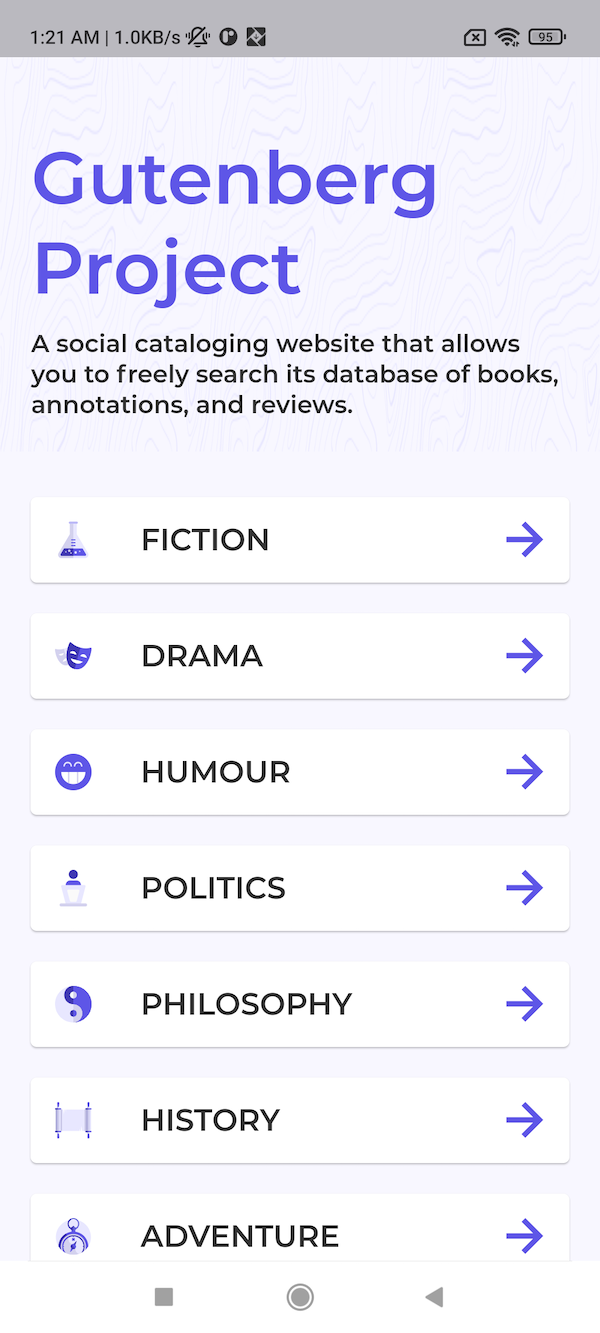 1:21 AM | 1.0KB/s
95
Gutenberg
Project
A social cataloging website that allows
you to freely search its database of books,
annotations, and reviews.
FICTION
DRAMA
HUMOUR
POLITICS
PHILOSOPHY
HISTORY
ADVENTURE